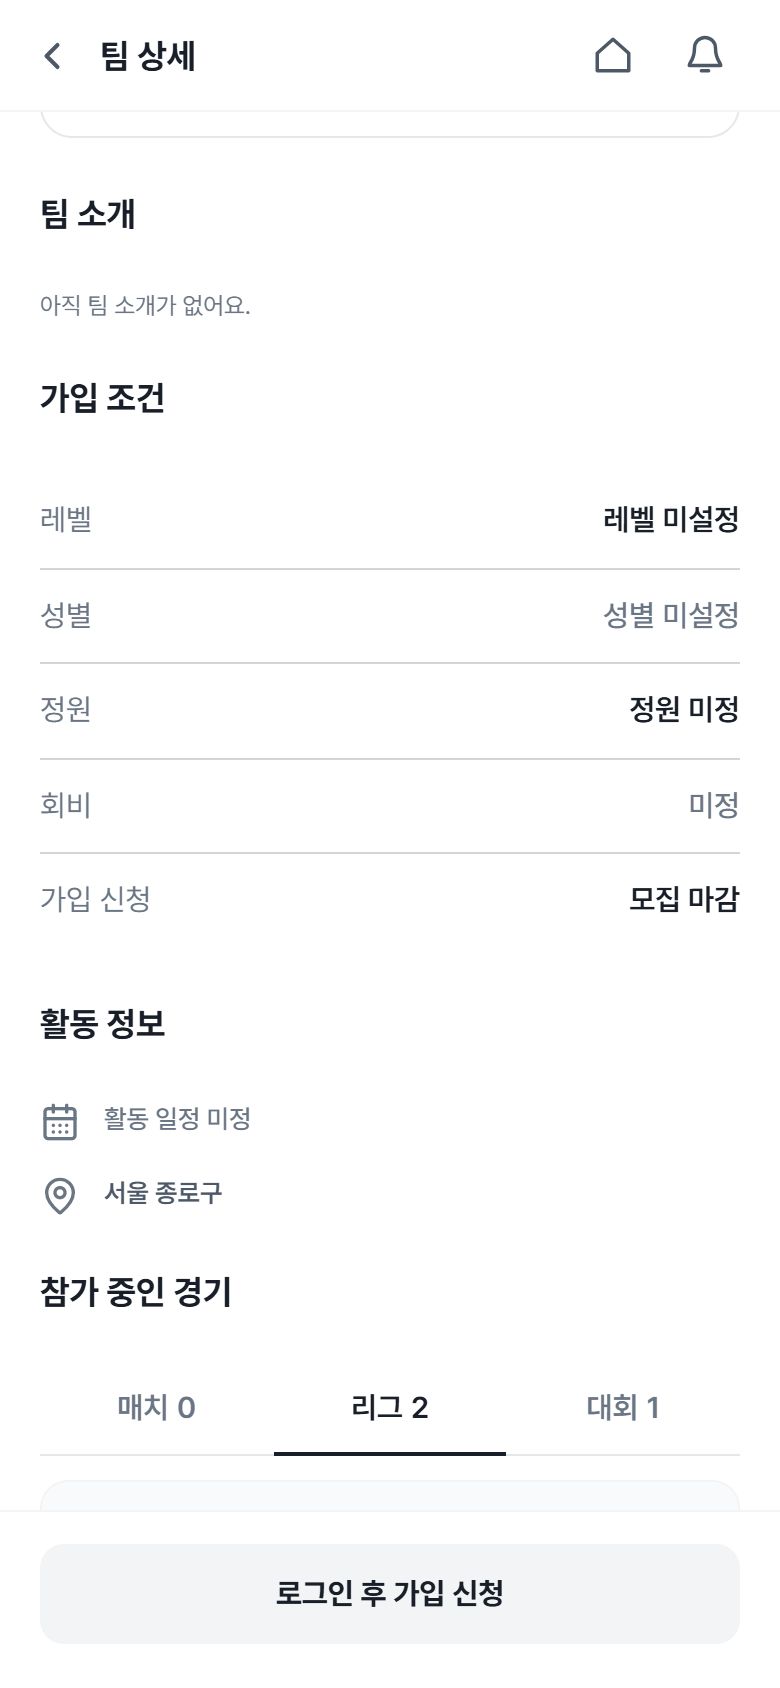 팀 상세
팀 소개
아직 팀 소개가 없어요.
가입 조건
레벨 레벨 미설정
성별 성별 미설정
정원 정원 미정
회비 미정
가입 신청 모집 마감
활동 정보
활동 일정 미정
서울 종로구
참가 중인 경기
매치 0 리그 2 대회 1
로그인 후 가입 신청